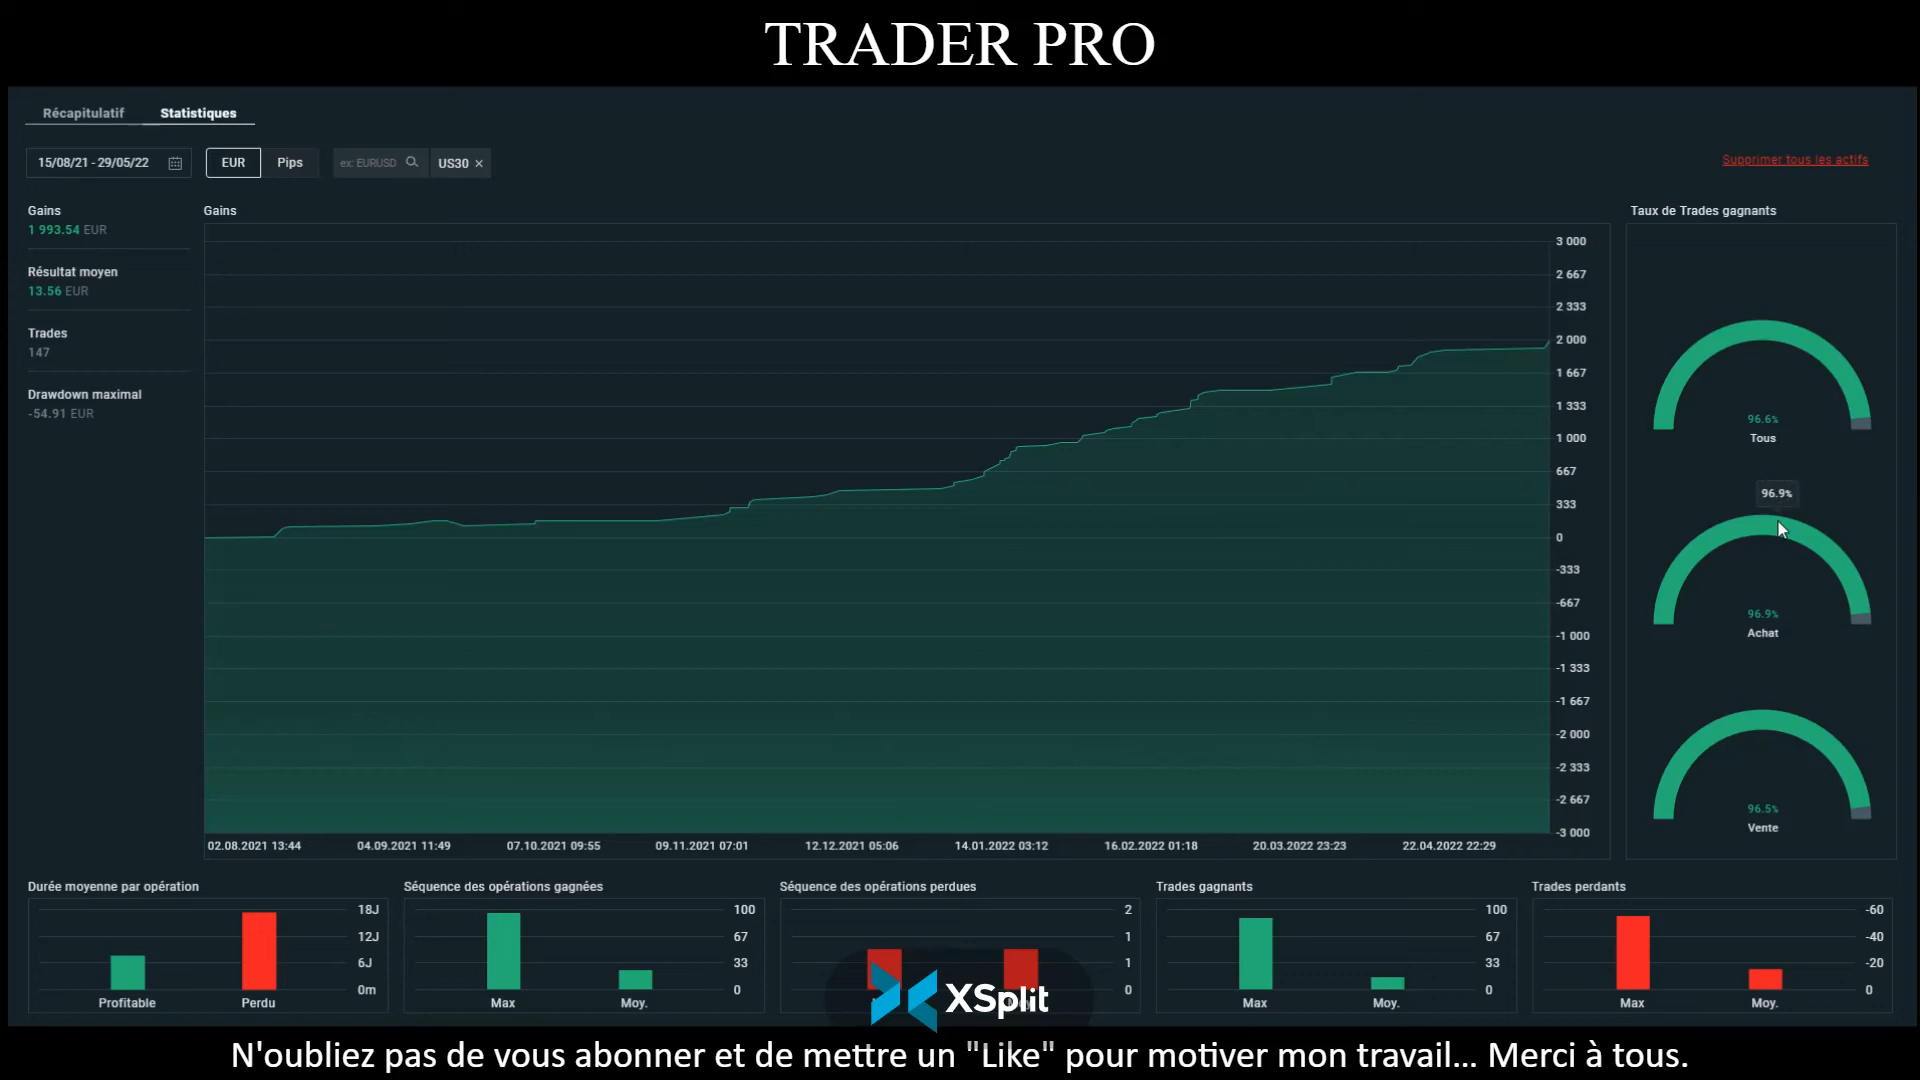 TRADER PRO
Récapitulatif
Statistiques
15/08/21 - 29/05/22
EUR
Pips
ex: EURUSD
US30 ×
Supprimer tous les actifs
Gains
1 993.54 EUR
Résultat moyen
13.56 EUR
Trades
147
Drawdown maximal
-54.91 EUR
Gains
3 000
2 667
2 333
2 000
1 667
1 333
1 000
667
333
0
-333
-667
-1 000
-1 333
-1 667
-2 000
-2 333
-2 667
-3 000
02.08.2021 13:44
04.09.2021 11:49
07.10.2021 09:55
09.11.2021 07:01
12.12.2021 05:06
14.01.2022 03:12
16.02.2022 01:18
20.03.2022 23:23
22.04.2022 22:29
Taux de Trades gagnants
96.6%
Tous
96.9%
96.9%
Achat
96.5%
Vente
Durée moyenne par opération
18J
12J
6J
0m
Profitable
Perdu
Séquence des opérations gagnées
100
67
33
0
Max
Moy.
Séquence des opérations perdues
2
1
1
0
XSplit
Trades gagnants
100
67
33
0
Max
Moy.
Trades perdants
-60
-40
-20
0
Max
Moy.
N'oubliez pas de vous abonner et de mettre un "Like" pour motiver mon travail... Merci à tous.